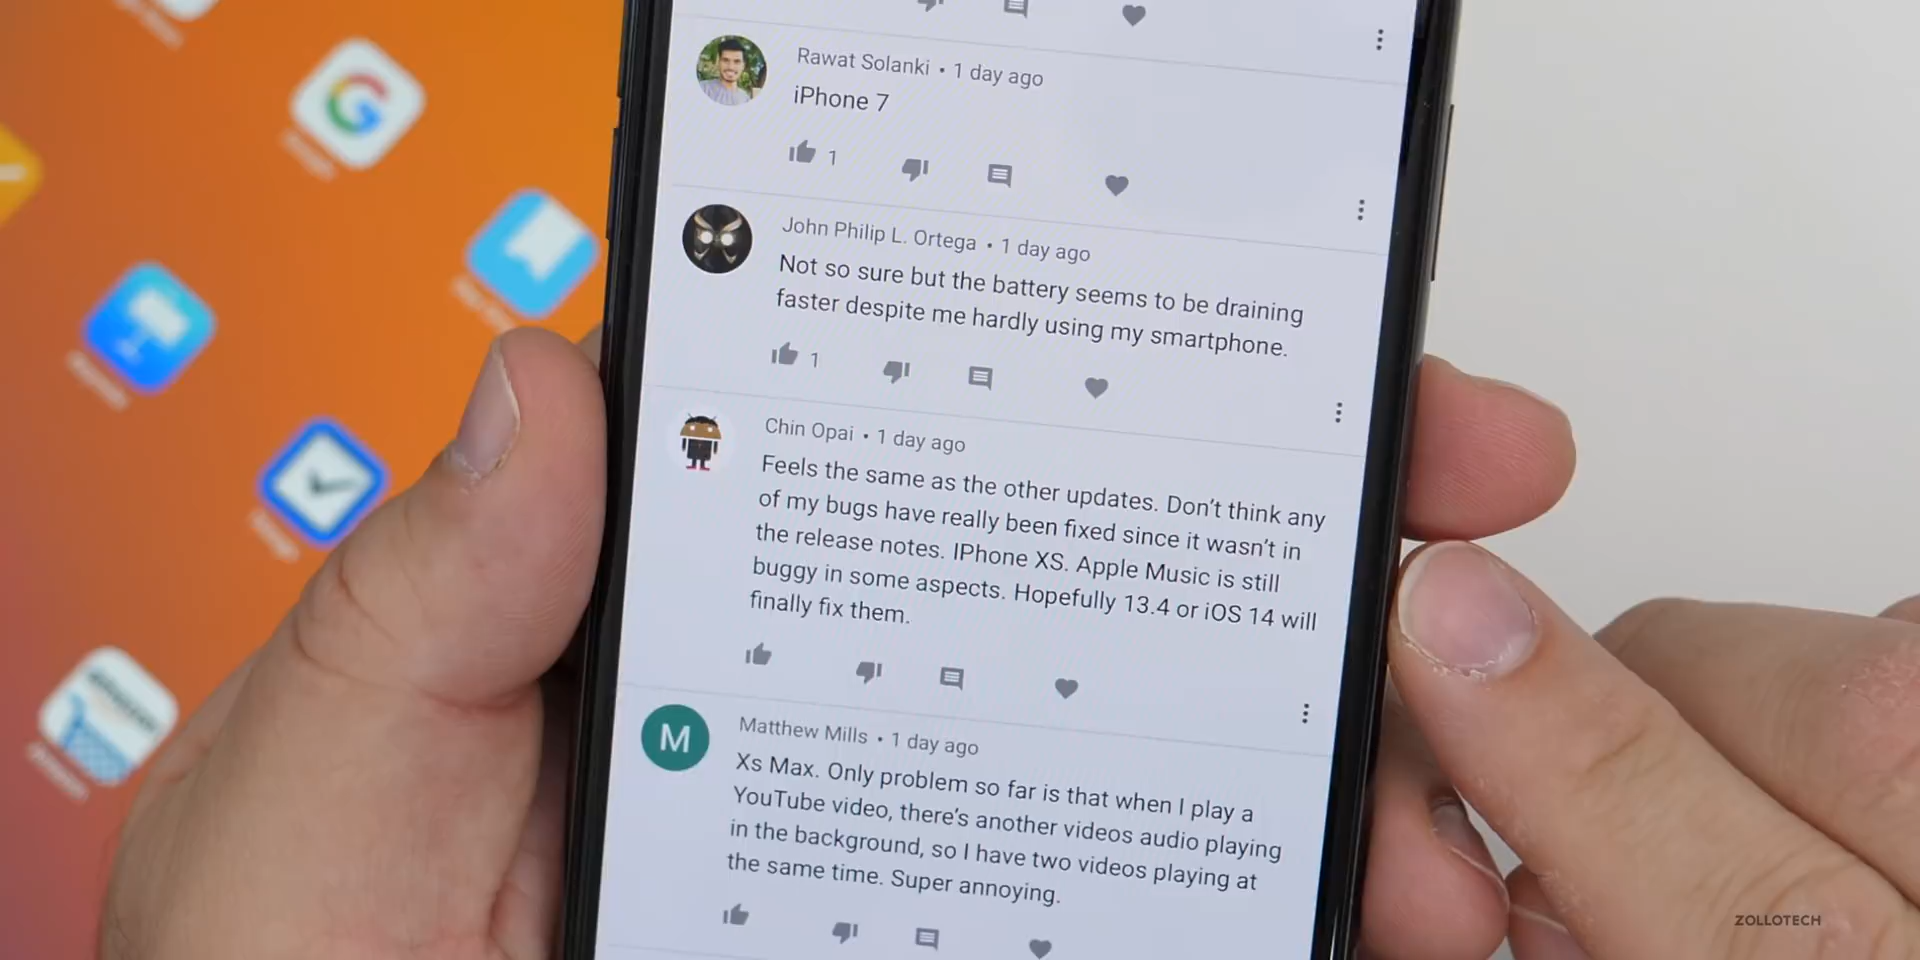 Rawat Solanki • 1 day ago
iPhone 7
1
John Philip L. Ortega • 1 day ago
Not so sure but the battery seems to be draining
faster despite me hardly using my smartphone.
1
Chin Opai • 1 day ago
Feels the same as the other updates. Don't think any
of my bugs have really been fixed since it wasn't in
the release notes. IPhone XS. Apple Music is still
buggy in some aspects. Hopefully 13.4 or iOS 14 will
finally fix them.
M
Matthew Mills • 1 day ago
Xs Max. Only problem so far is that when I play a
YouTube video, there's another videos audio playing
in the background, so I have two videos playing at
the same time. Super annoying.
ZOLLOTECH